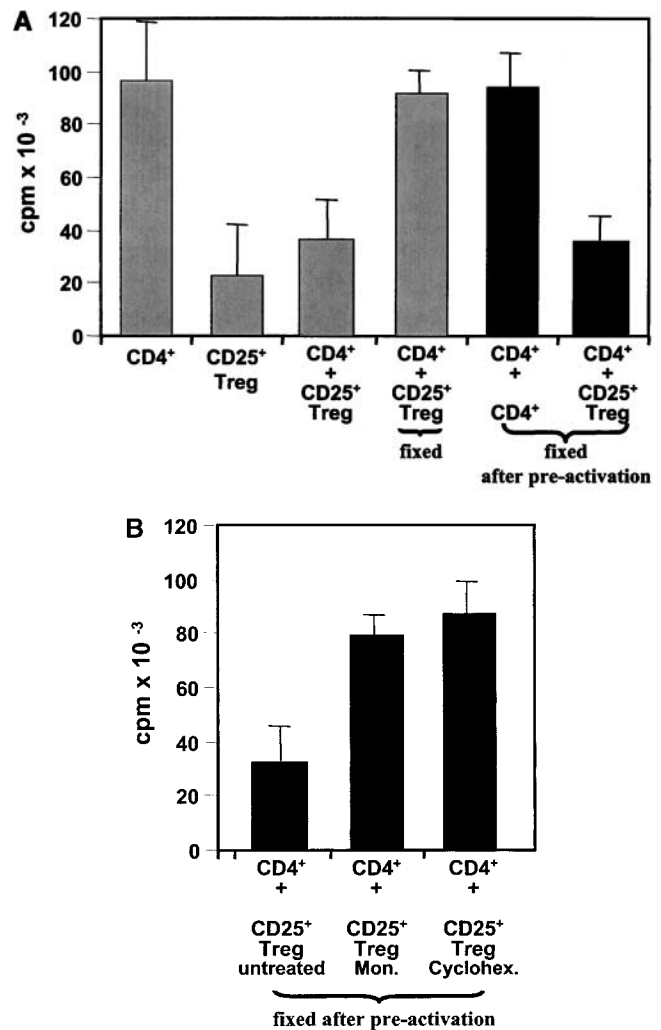 A
120
100
80
60
40
20
0
cpm x 10 -3
CD4+
CD25+
Treg
CD4+
+
CD25+
Treg
CD4+
+
CD25+
Treg
fixed
CD4+
+
CD4+
CD4+
+
CD25+
Treg
fixed
after pre-activation
B
120
100
80
60
40
20
0
cpm x 10 -3
CD4+
+
CD25+
Treg
untreated
CD4+
+
CD25+
Treg
Mon.
CD4+
+
CD25+
Treg
Cyclohex.
fixed after pre-activation